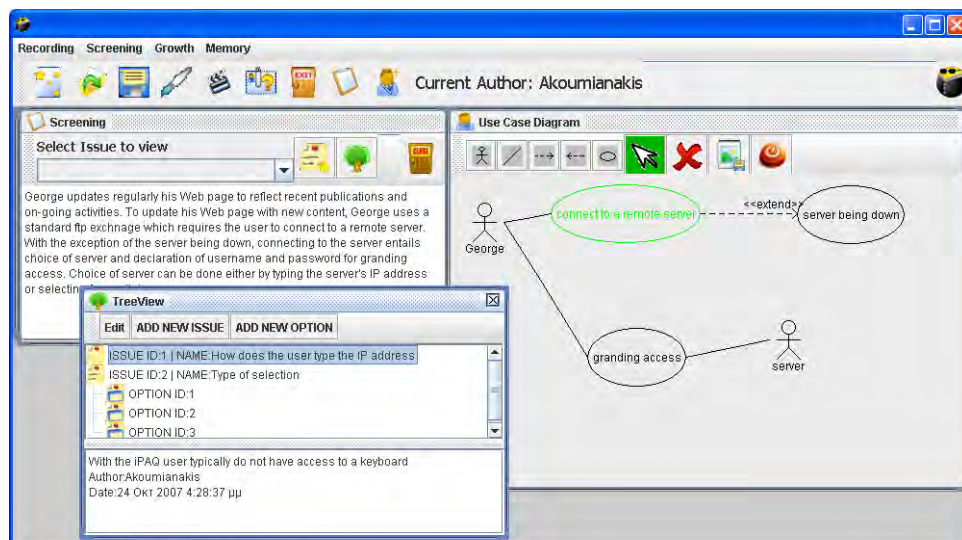 Recording Screening Growth Memory
EXIT
Current Author: Akoumianakis
Screening
Select Issue to view
George updates regularly his Web page to reflect recent publications and
on-going activities. To update his Web page with new content, George uses a
standard ftp exchnage which requires the user to connect to a remote server.
With the exception of the server being down, connecting to the server entails
choice of server and declaration of username and password for granding
access. Choice of server can be done either by typing the server's IP address
or selecting
TreeView
Edit ADD NEW ISSUE ADD NEW OPTION
ISSUE ID:1 | NAME:How does the user type the IP address
ISSUE ID:2 | NAME:Type of selection
OPTION ID:1
OPTION ID:2
OPTION ID:3
With the iPAQ user typically do not have access to a keyboard
Author:Akoumianakis
Date:24 Οκτ 2007 4:28:37 μμ
Use Case Diagram
George
connect to a remote server
<<extend>>
server being down
granding access
server